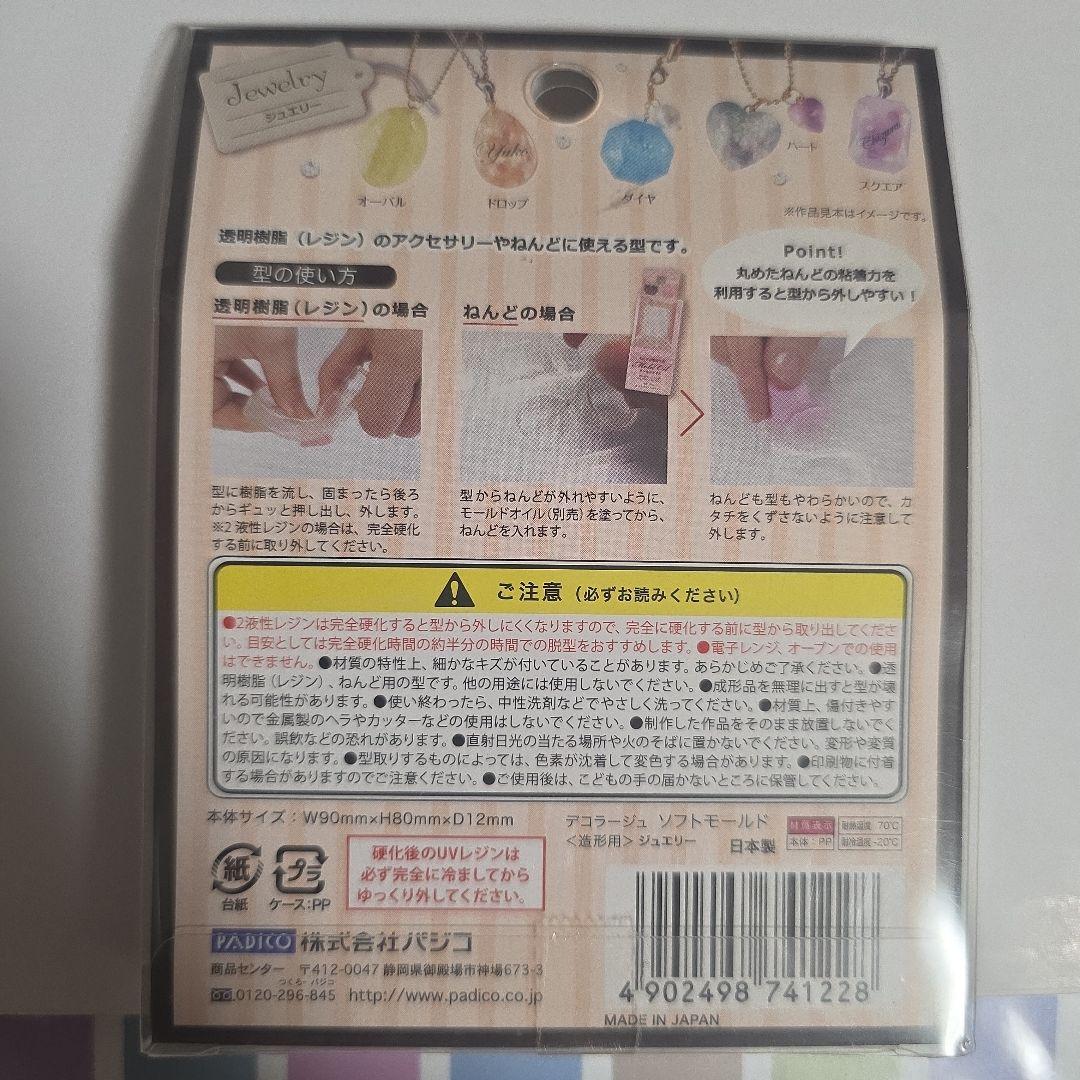 Jewelry
ジュエリー
オーバル
Yuko
ドロップ
ダイヤ
ハート
スクエア
※作品見本はイメージです。
透明樹脂（レジン）のアクセサリーやねんどに使える型です。
Point!
丸めたねんどの粘着力を
利用すると型から外しやすい！
型の使い方
透明樹脂（レジン）の場合
ねんどの場合
型に樹脂を流し、固まったら後ろ
からギュッと押し出し、外します。
※2液性レジンの場合は、完全硬化
する前に取り外してください。
型からねんどが外れやすいように、
モールドオイル（別売）を塗ってから、
ねんどを入れます。
ねんども型もやわらかいので、カ
タチをくずさないように注意して
外します。
ご注意（必ずお読みください）
●2液性レジンは完全硬化すると型から外しにくくなりますので、完全に硬化する前に型から取り出してくださ
い。目安としては完全硬化時間の約半分の時間での脱型をおすすめします。●電子レンジ、オーブンでの使用
はできません。●材質の特性上、細かなキズが付いていることがあります。あらかじめご了承ください。●透
明樹脂（レジン）、ねんど用の型です。他の用途には使用しないでください。●成形品を無理に出すと型が壊
れる可能性があります。●使い終わったら、中性洗剤などでやさしく洗ってください。●材質上、傷付きやす
いので金属製のヘラやカッターなどの使用はしないでください。●制作した作品をそのまま放置しないでく
ださい。誤飲などの恐れがあります。●直射日光の当たる場所や火のそばに置かないでください。変形や変質
の原因になります。●型取りするものによっては、色素が沈着して変色する場合があります。●印刷物に付着
する場合がありますのでご注意ください。●ご使用後は、こどもの手の届かないところに保管してください。
本体サイズ：W90mm×H80mm×D12mm
デコラージュ ソフトモールド
＜造形用＞ジュエリー
日本製
材質表示
本体：PP
耐熱温度 70℃
耐冷温度 -20℃
紙
台紙
プラ
ケース:PP
硬化後のUVレジンは
必ず完全に冷ましてから
ゆっくり外してください。
PADICO 株式会社パジコ
商品センター 〒412-0047 静岡県御殿場市神場673-3
つくろーパジコ
0120-296-845 http://www.padico.co.jp
4 902498 741228
MADE IN JAPAN